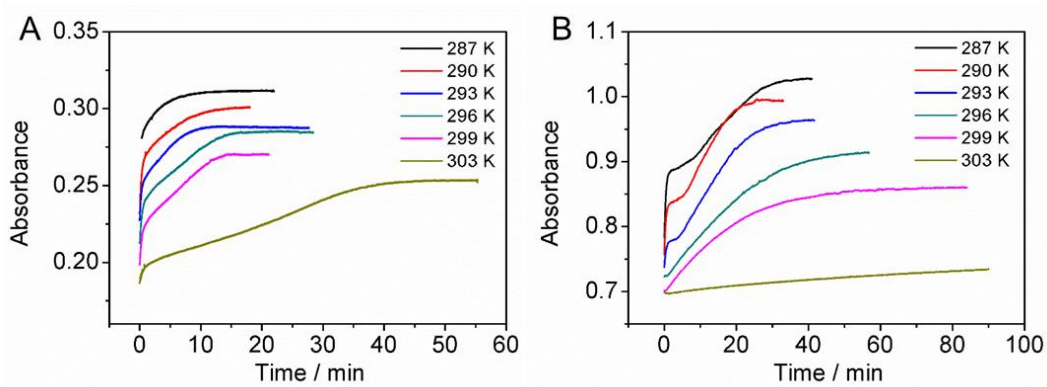 A
0.35
0.30
0.25
0.20
Absorbance
0 10 20 30 40 50 60
Time / min
287 K
290 K
293 K
296 K
299 K
303 K
B
1.1
1.0
0.9
0.8
0.7
Absorbance
0 20 40 60 80 100
Time / min
287 K
290 K
293 K
296 K
299 K
303 K